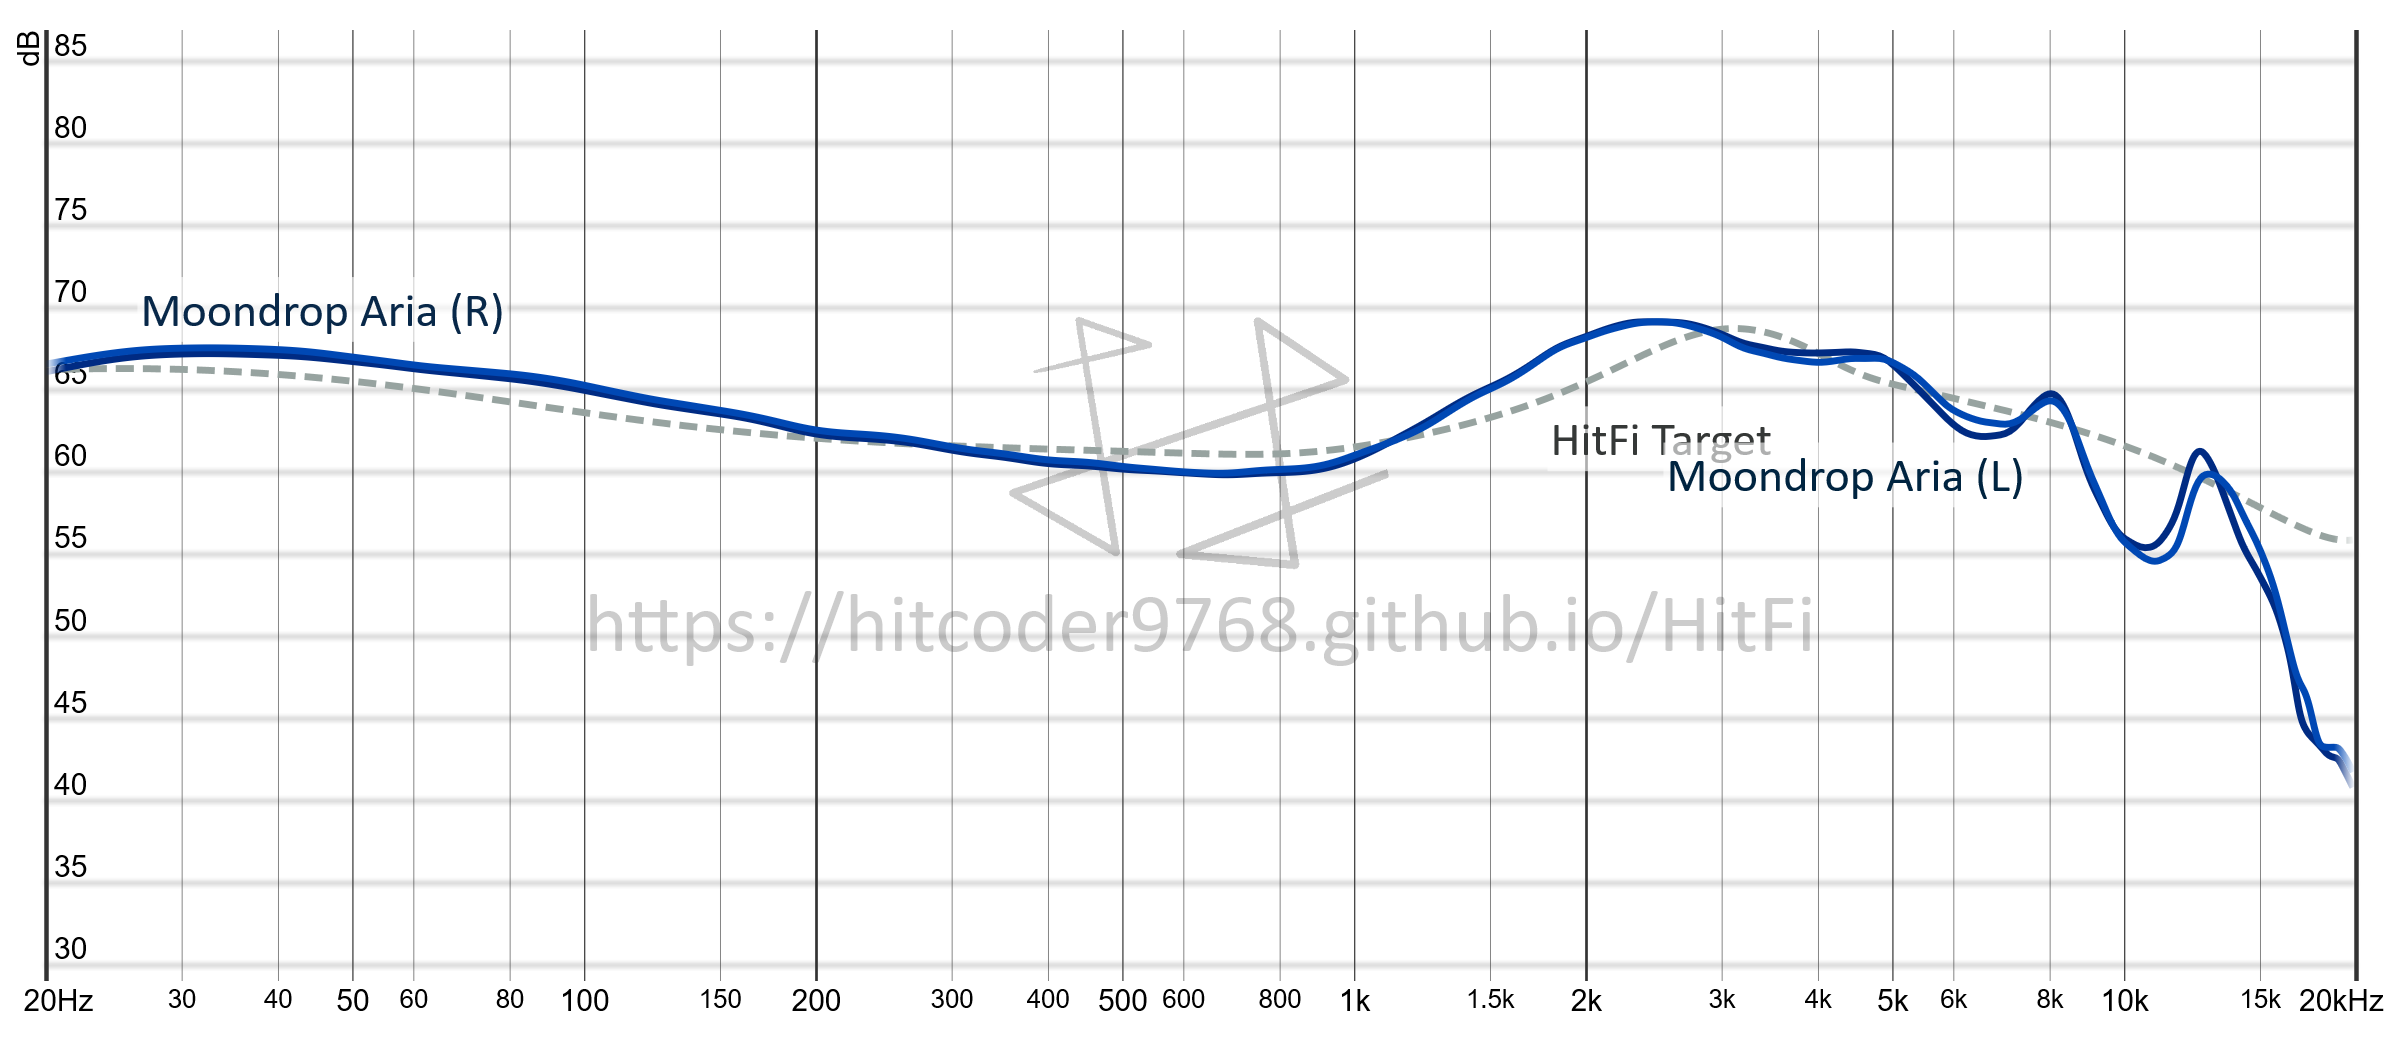 dB
85
80
75
70
65
60
55
50
45
40
35
30
Moondrop Aria (R)
HitFi Target
Moondrop Aria (L)
https://hitcoder9768.github.io/HitFi
20Hz 30 40 50 60 80 100 150 200 300 400 500 600 800 1k 1.5k 2k 3k 4k 5k 6k 8k 10k 15k 20kHz